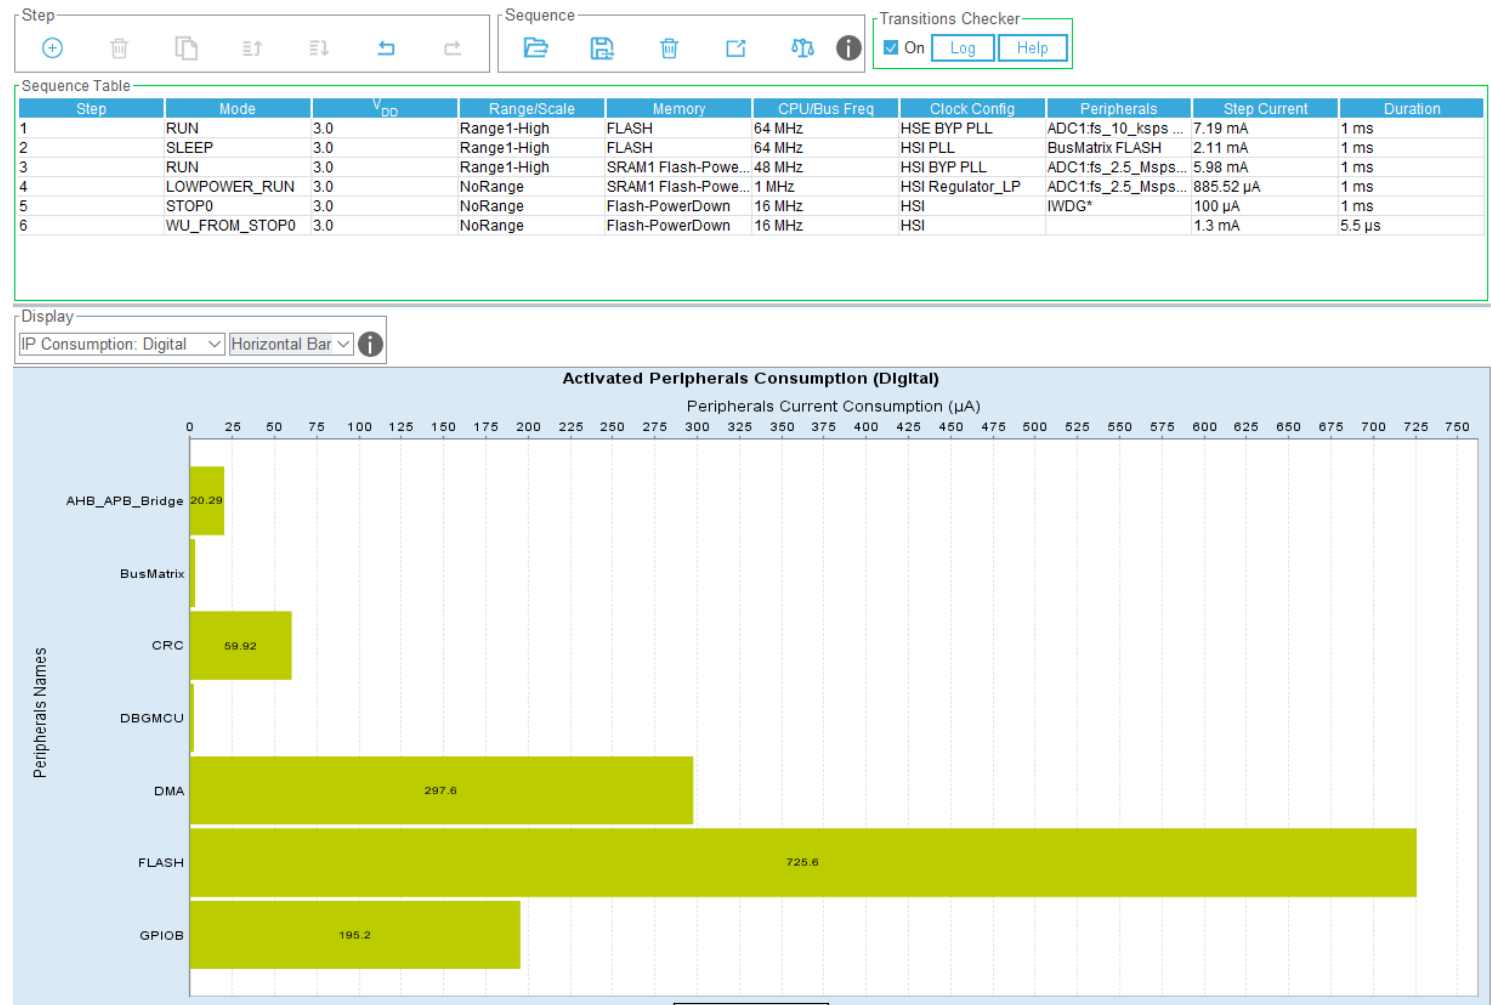 Step
Sequence
Transitions Checker
On Log Help
Sequence Table
Step Mode VDD Range/Scale Memory CPU/Bus Freq Clock Config Peripherals Step Current Duration
1 RUN 3.0 Range1-High FLASH 64 MHz HSE BYP PLL ADC1:fs_10_ksps ... 7.19 mA 1 ms
2 SLEEP 3.0 Range1-High FLASH 64 MHz HSI PLL BusMatrix FLASH 2.11 mA 1 ms
3 RUN 3.0 Range1-High SRAM1 Flash-Powe... 48 MHz HSI BYP PLL ADC1:fs_2.5_Msps... 5.98 mA 1 ms
4 LOWPOWER_RUN 3.0 NoRange SRAM1 Flash-Powe... 1 MHz HSI Regulator_LP ADC1:fs_2.5_Msps... 885.52 µA 1 ms
5 STOP0 3.0 NoRange Flash-PowerDown 16 MHz HSI IWDG* 100 µA 1 ms
6 WU_FROM_STOP0 3.0 NoRange Flash-PowerDown 16 MHz HSI 1.3 mA 5.5 µs
Display
IP Consumption: Digital Horizontal Bar
Activated Peripherals Consumption (Digital)
Peripherals Current Consumption (µA)
0 25 50 75 100 125 150 175 200 225 250 275 300 325 350 375 400 425 450 475 500 525 550 575 600 625 650 675 700 725 750
AHB_APB_Bridge 20.29
BusMatrix
CRC 59.92
DBGMCU
DMA 297.6
FLASH 725.6
GPIOB 195.2
Peripherals Names